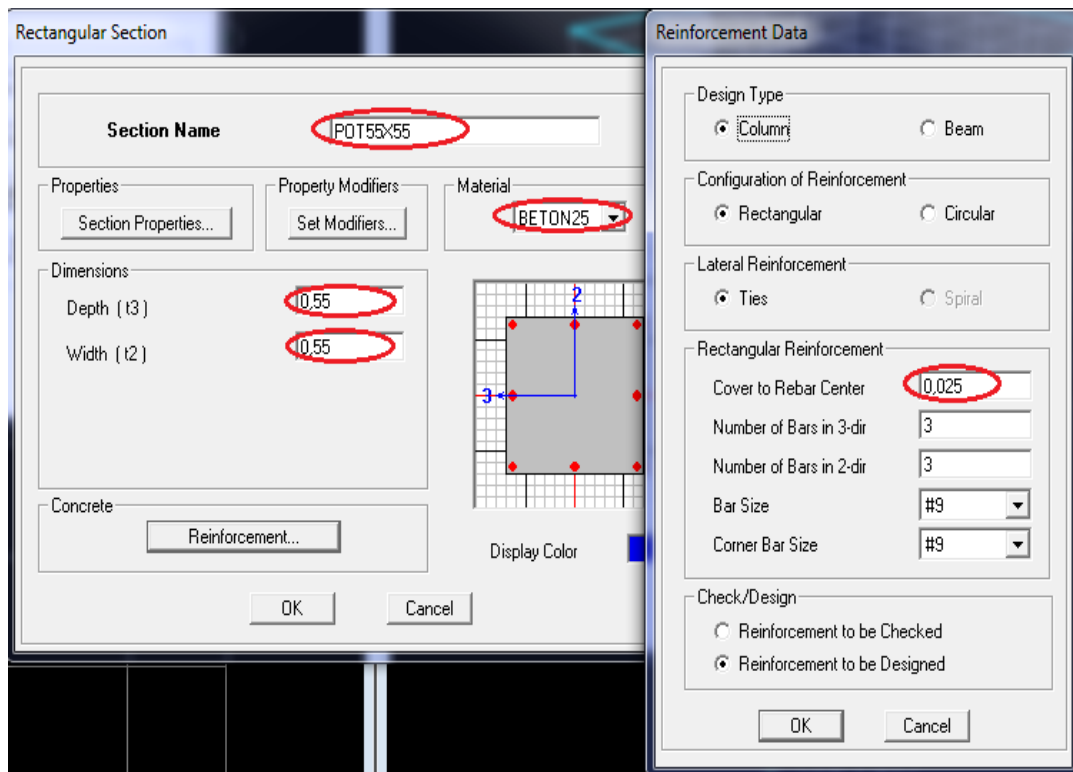 Rectangular Section
Section Name
POT55X55
Properties
Section Properties...
Property Modifiers
Set Modifiers...
Material
BETON25
Dimensions
Depth ( t3 )
0,55
Width ( t2 )
0,55
2
3
Concrete
Reinforcement...
Display Color
OK
Cancel
Reinforcement Data
Design Type
Column
Beam
Configuration of Reinforcement
Rectangular
Circular
Lateral Reinforcement
Ties
Spiral
Rectangular Reinforcement
Cover to Rebar Center
0,025
Number of Bars in 3-dir
3
Number of Bars in 2-dir
3
Bar Size
#9
Corner Bar Size
#9
Check/Design
Reinforcement to be Checked
Reinforcement to be Designed
OK
Cancel